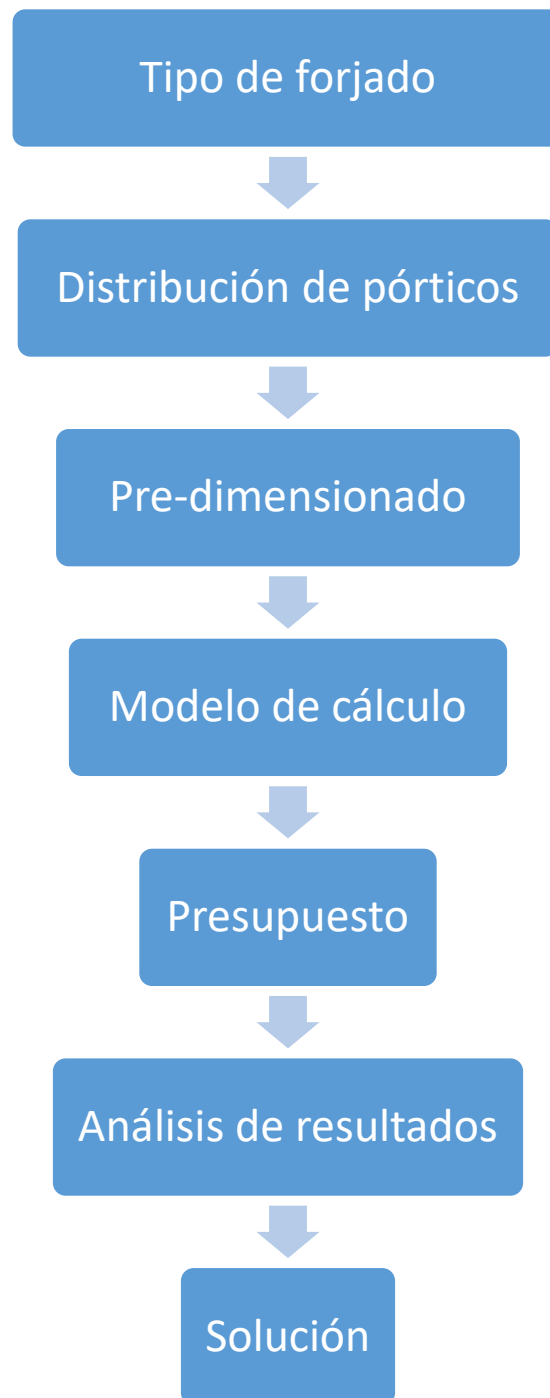 Tipo de forjado
Distribución de pórticos
Pre-dimensionado
Modelo de cálculo
Presupuesto
Análisis de resultados
Solución